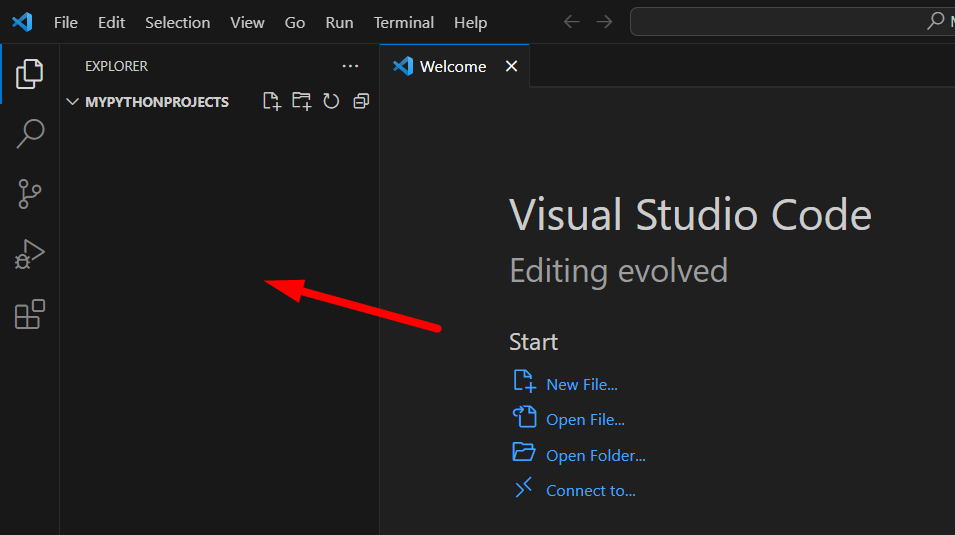 File Edit Selection View Go Run Terminal Help
EXPLORER
Welcome
MYPYTHONPROJECTS
Visual Studio Code
Editing evolved
Start
New File...
Open File...
Open Folder...
Connect to...